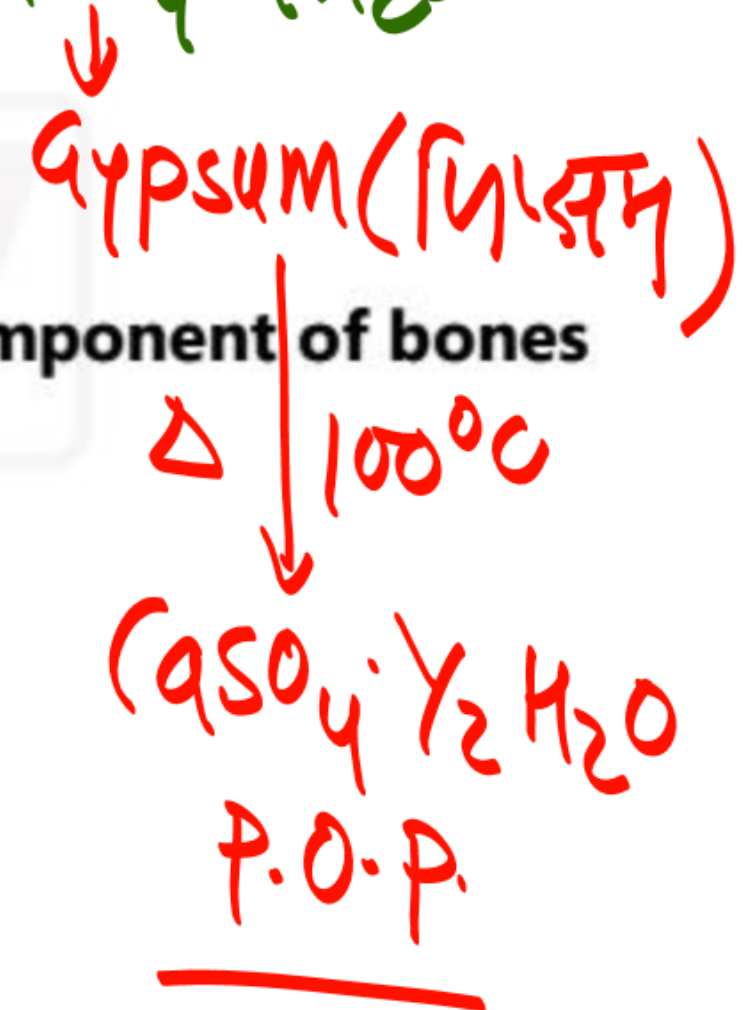 Gypsum (जिप्सम)
mponent of bones
Δ 100°C
CaSO₄·½H₂O
P.O.P.